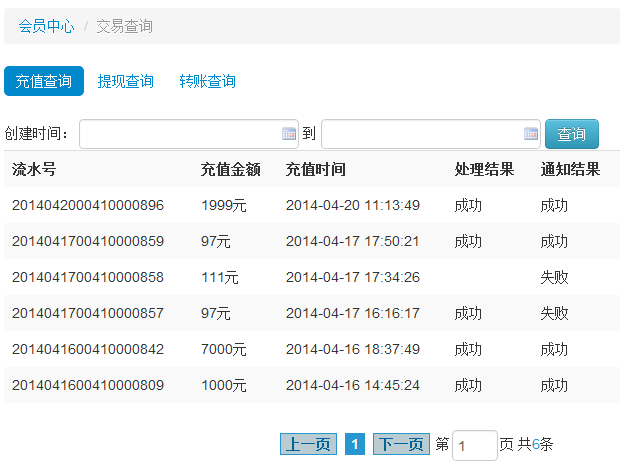 会员中心 / 交易查询
充值查询 提现查询 转账查询
创建时间： 到 查询
流水号 充值金额 充值时间 处理结果 通知结果
2014042000410000896 1999元 2014-04-20 11:13:49 成功 成功
2014041700410000859 97元 2014-04-17 17:50:21 成功 成功
2014041700410000858 111元 2014-04-17 17:34:26 失败
2014041700410000857 97元 2014-04-17 16:16:17 成功 失败
2014041600410000842 7000元 2014-04-16 18:37:49 成功 成功
2014041600410000809 1000元 2014-04-16 14:45:24 成功 成功
上一页 1 下一页 第 1 页 共6条